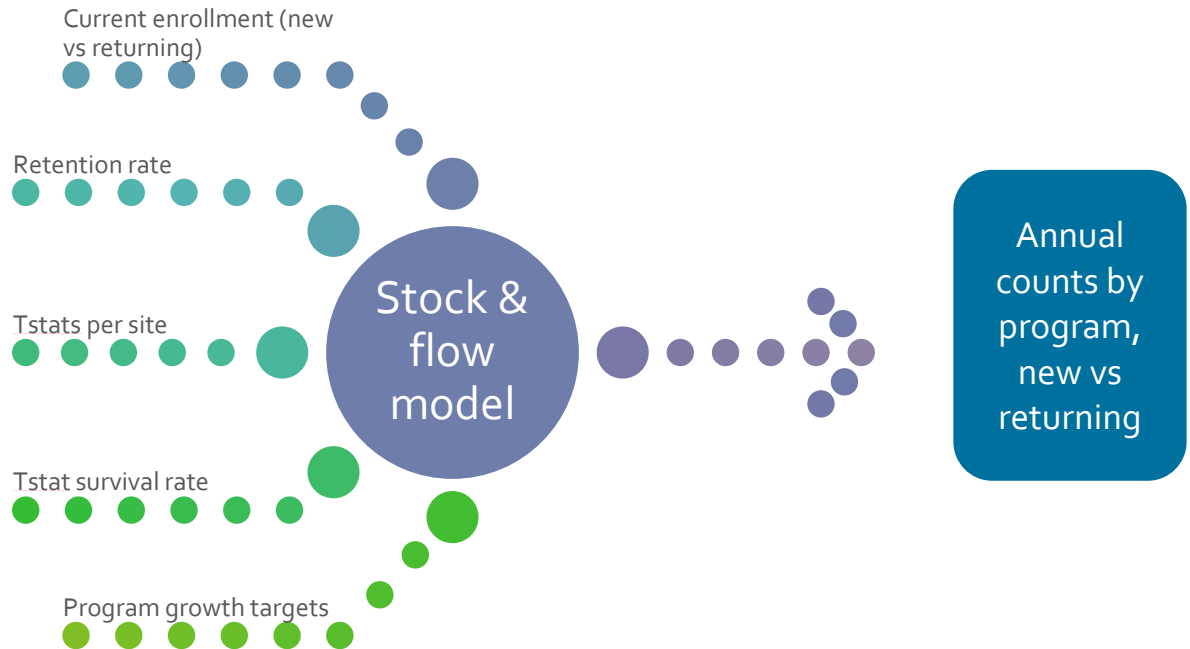 Current enrollment (new
vs returning)
Retention rate
Tstats per site
Tstat survival rate
Program growth targets
Stock &
flow
model
Annual
counts by
program,
new vs
returning